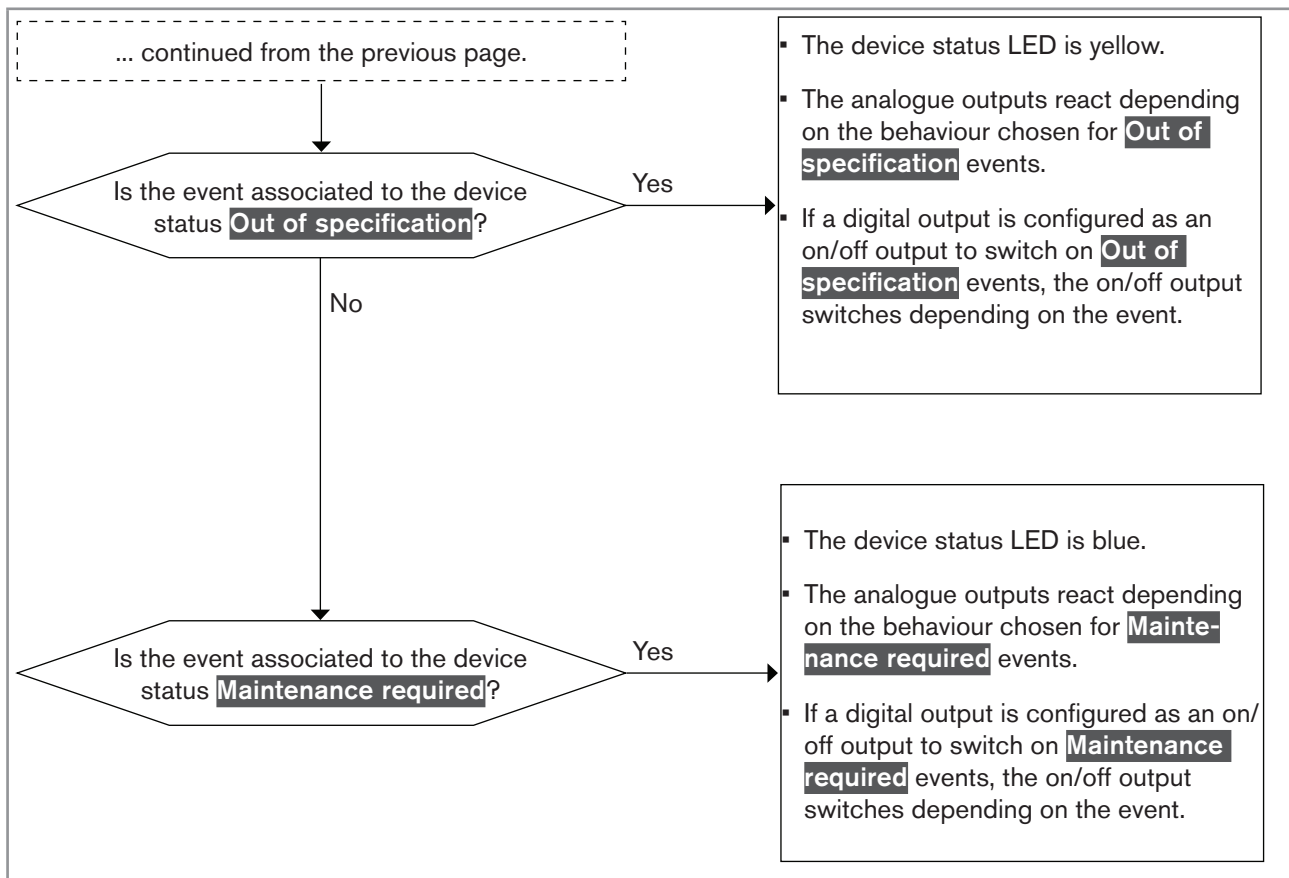 ... continued from the previous page.
Is the event associated to the device
status Out of specification?
Yes
▪ The device status LED is yellow.
▪ The analogue outputs react depending
on the behaviour chosen for Out of
specification events.
▪ If a digital output is configured as an
on/off output to switch on Out of
specification events, the on/off output
switches depending on the event.
No
Is the event associated to the device
status Maintenance required?
Yes
▪ The device status LED is blue.
▪ The analogue outputs react depending
on the behaviour chosen for Mainte-
nance required events.
▪ If a digital output is configured as an on/
off output to switch on Maintenance
required events, the on/off output
switches depending on the event.